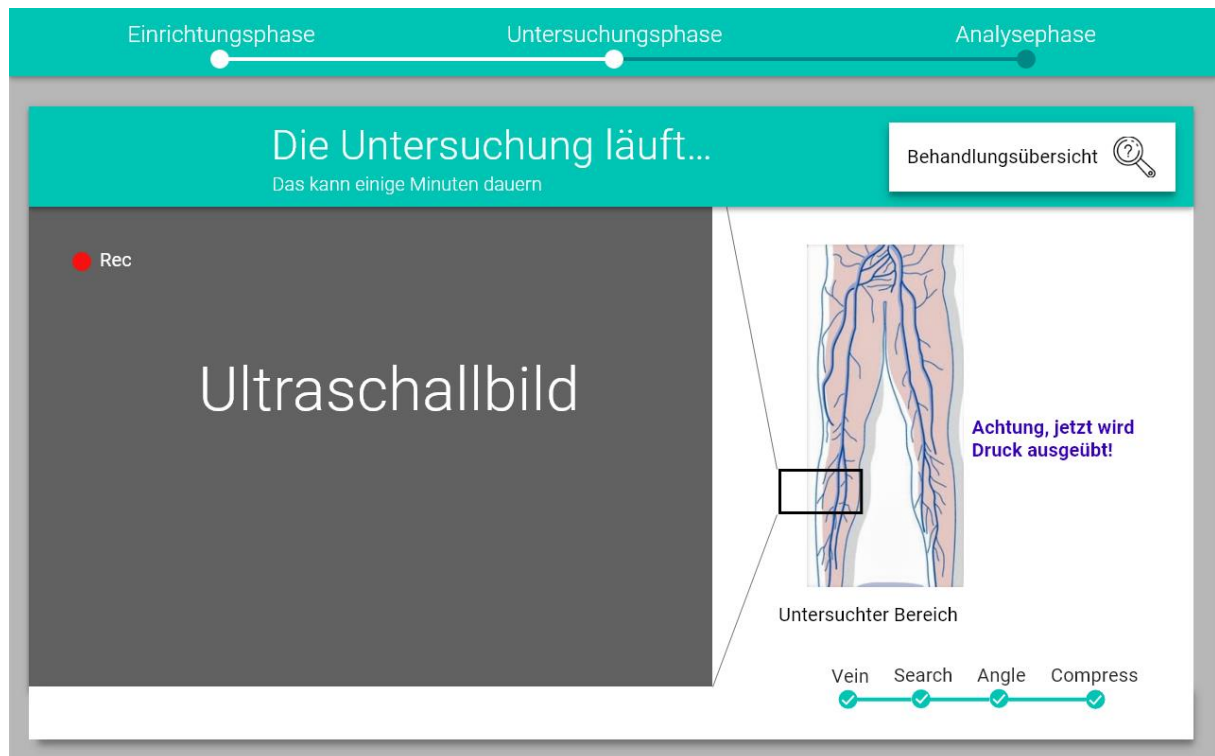 Einrichtungsphase
Untersuchungsphase
Analysephase
Die Untersuchung läuft...
Das kann einige Minuten dauern
Behandlungsübersicht
?
Rec
Ultraschallbild
Achtung, jetzt wird
Druck ausgeübt!
Untersuchter Bereich
Vein Search Angle Compress